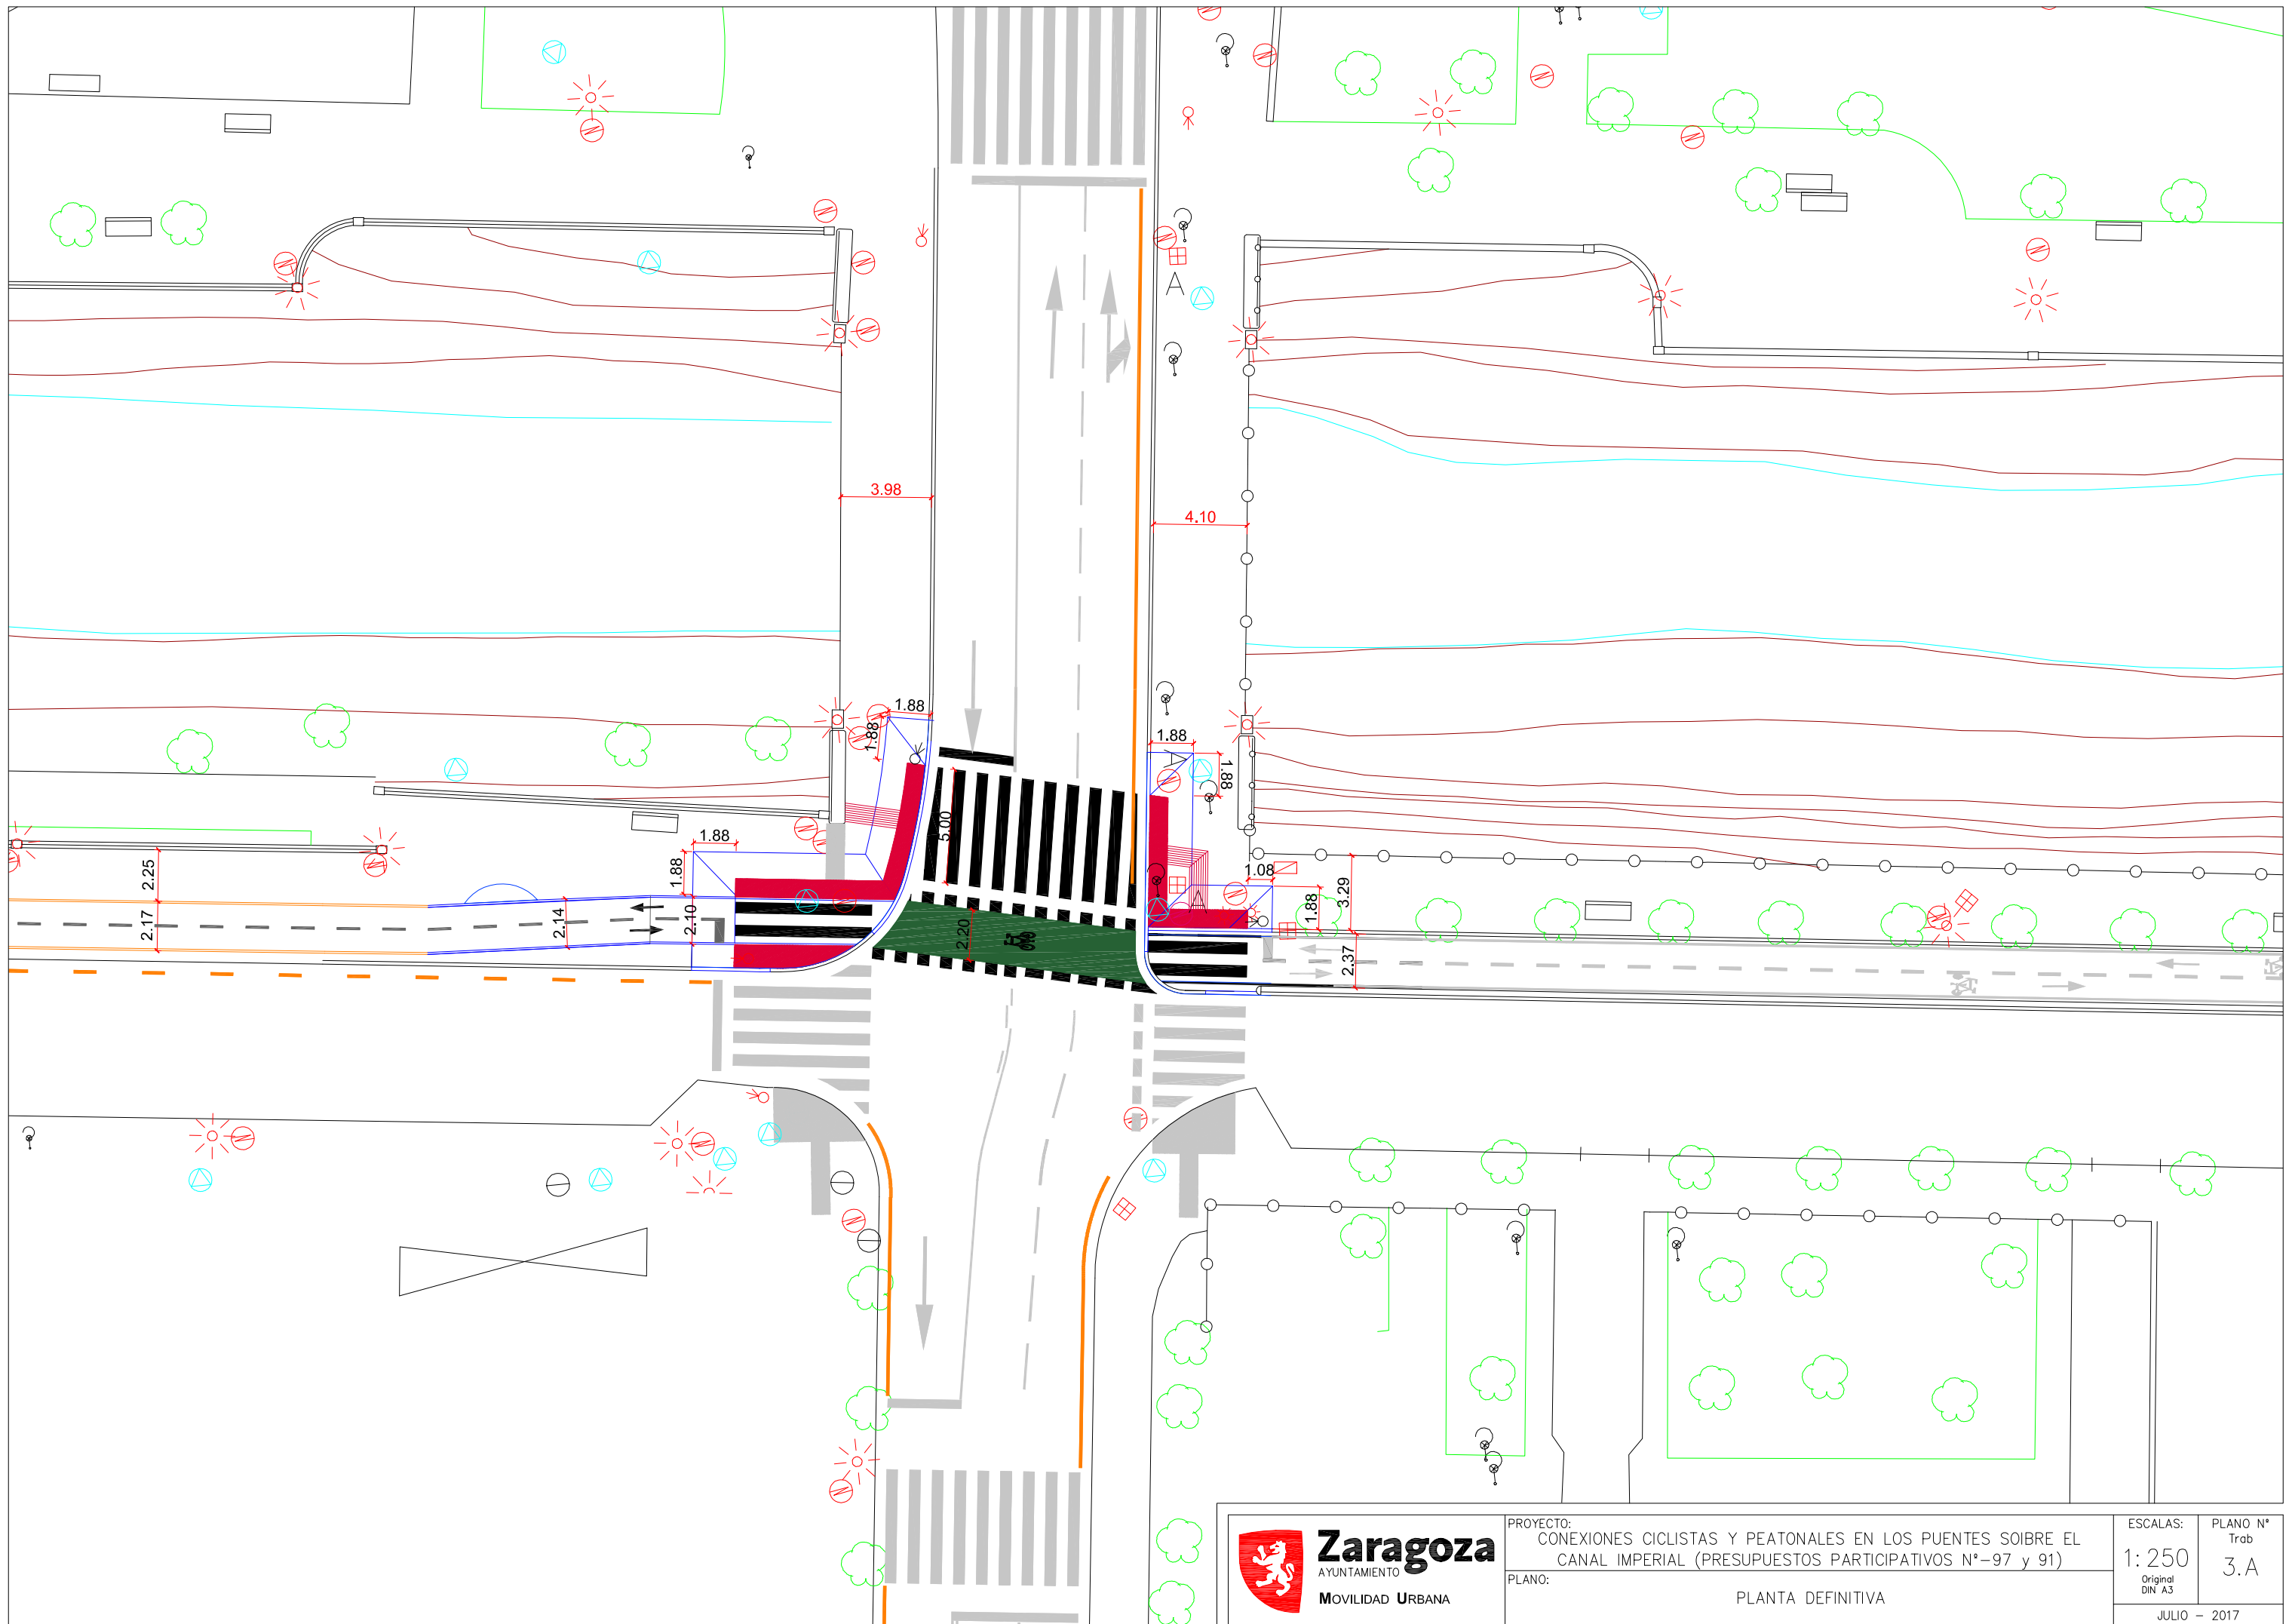 A
3.98
4.10
1.88
1.88
1.88
1.88
A
5.00
1.88
1.88
1.08
1.88
3.29
A
2.25
2.17
2.14
2.10
2.20
2.37
Zaragoza
AYUNTAMIENTO
MOVILIDAD URBANA
PROYECTO:
CONEXIONES CICLISTAS Y PEATONALES EN LOS PUENTES SOIBRE EL
CANAL IMPERIAL (PRESUPUESTOS PARTICIPATIVOS Nº-97 y 91)
PLANO:
PLANTA DEFINITIVA
ESCALAS:
1: 250
Original
DIN A3
PLANO Nº
Trab
3.A
JULIO - 2017